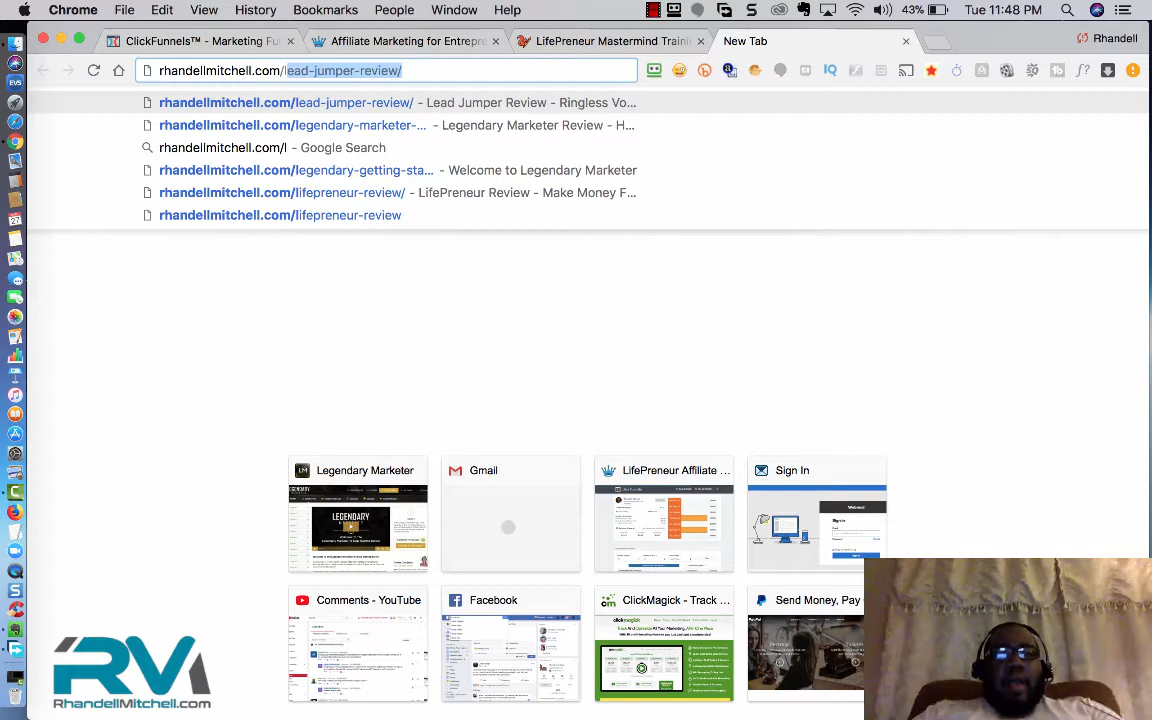 Chrome File Edit View History Bookmarks People Window Help 43% Tue 11:48 PM
ClickFunnels™ - Marketing Fu
Affiliate Marketing for Entrepre
LifePreneur Mastermind Traini
New Tab
Rhandell
rhandellmitchell.com/lead-jumper-review/
rhandellmitchell.com/lead-jumper-review/ - Lead Jumper Review - Ringless Vo...
rhandellmitchell.com/legendary-marketer-... - Legendary Marketer Review - H...
rhandellmitchell.com/l - Google Search
rhandellmitchell.com/legendary-getting-sta... - Welcome to Legendary Marketer
rhandellmitchell.com/lifepreneur-review/ - LifePreneur Review - Make Money F...
rhandellmitchell.com/lifepreneur-review
Legendary Marketer
Gmail
LifePreneur Affiliate ...
Sign In
LEGENDARY
Comments - YouTube
Facebook
ClickMagick - Track ...
Send Money, Pay
clickmagick
RVM
RhandellMitchell.com